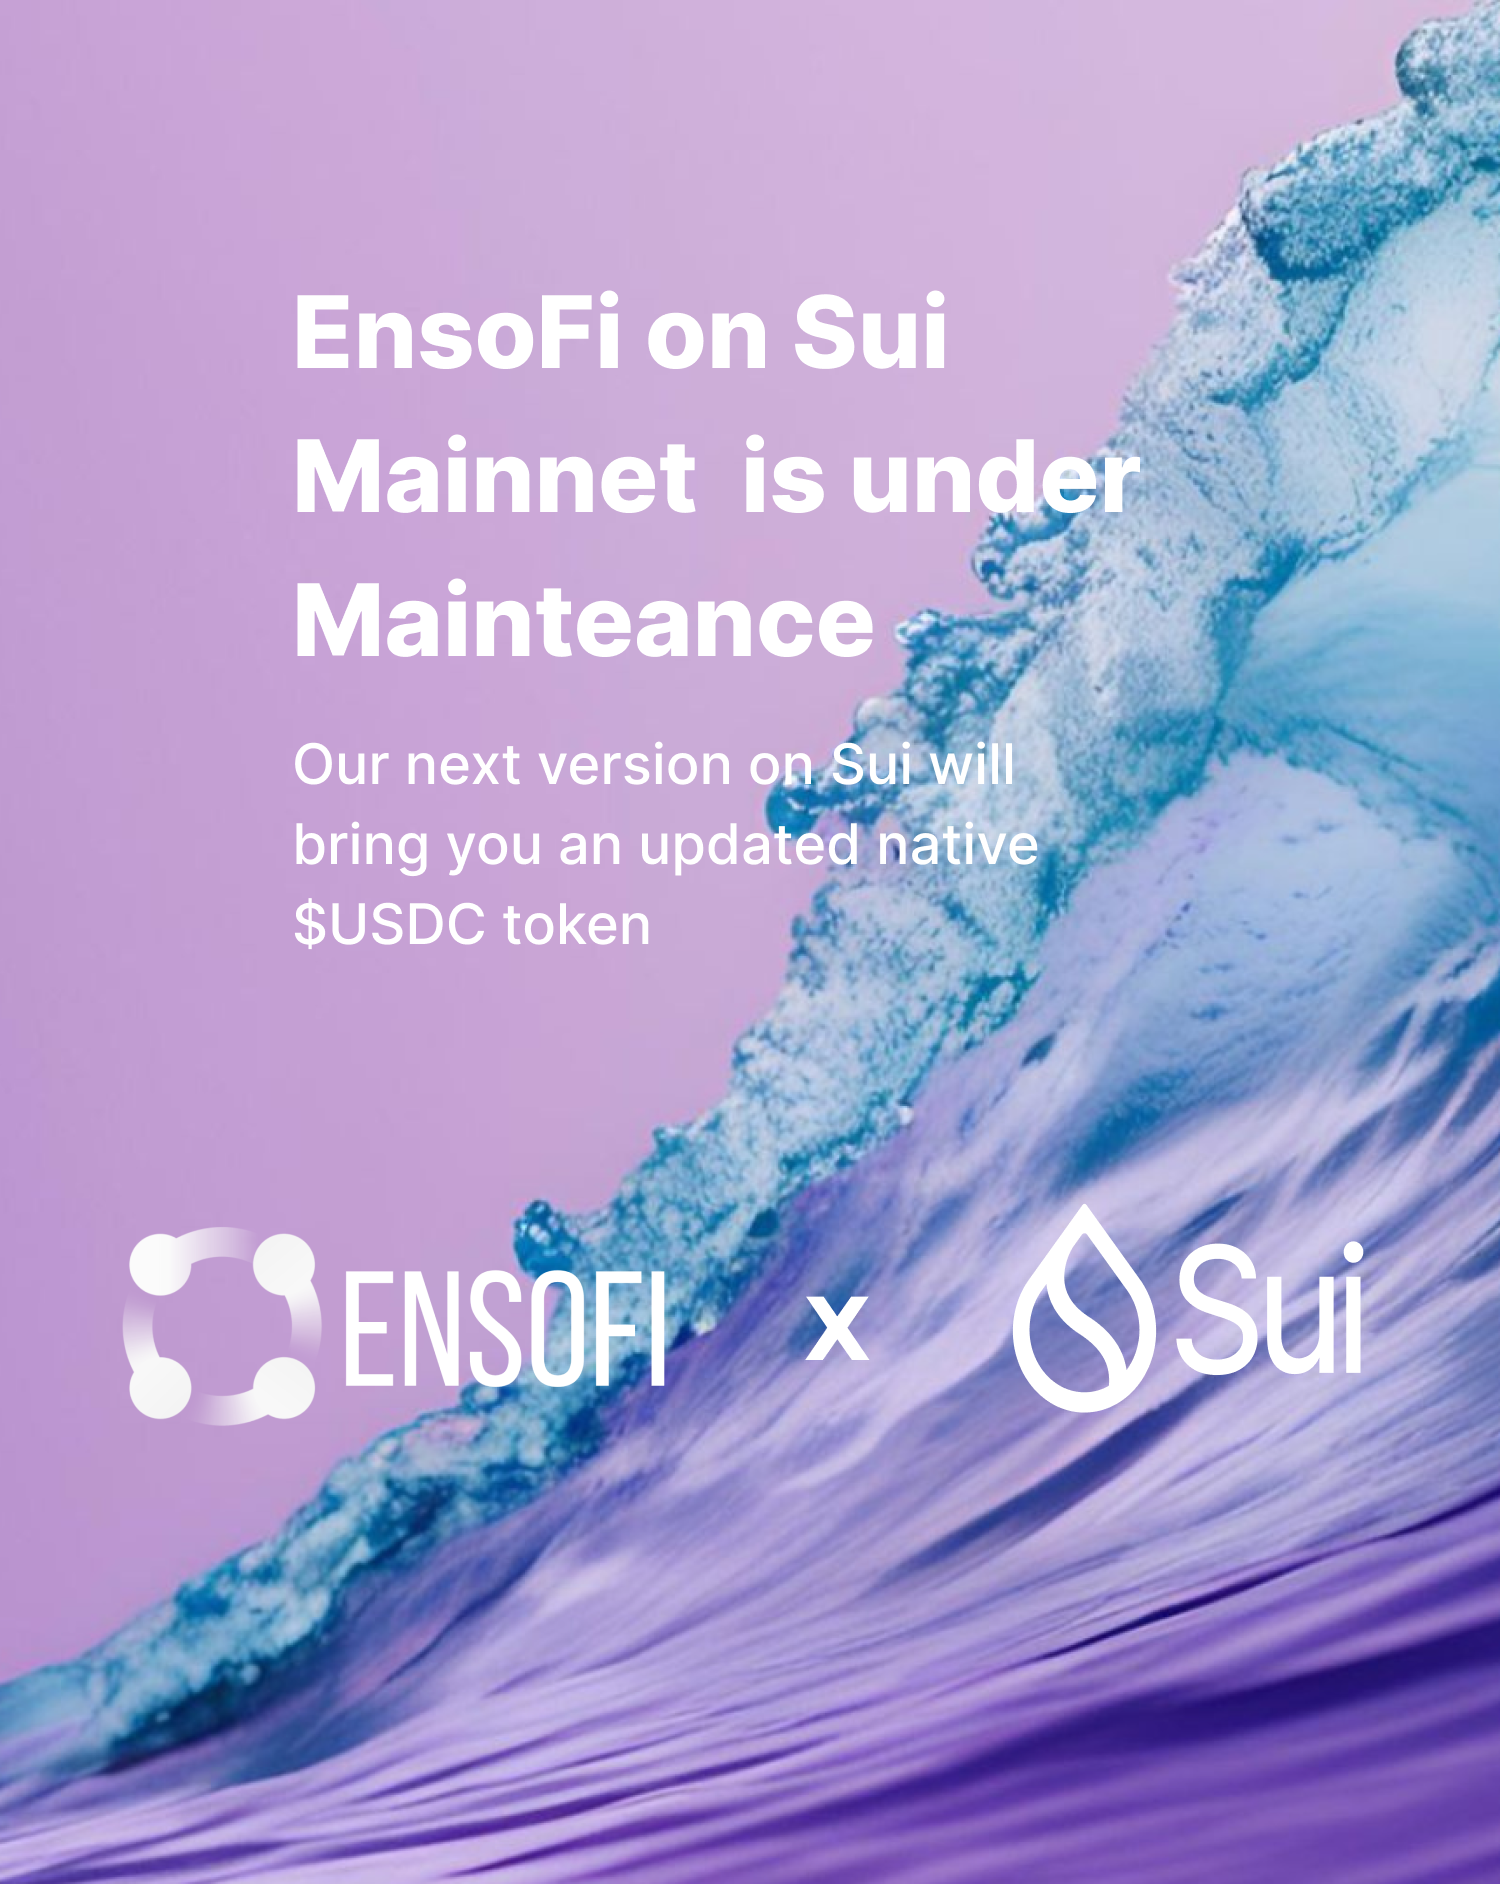 EnsoFi on Sui
Mainnet is under
Mainteance
Our next version on Sui will
bring you an updated native
$USDC token
ENSOFI x Sui